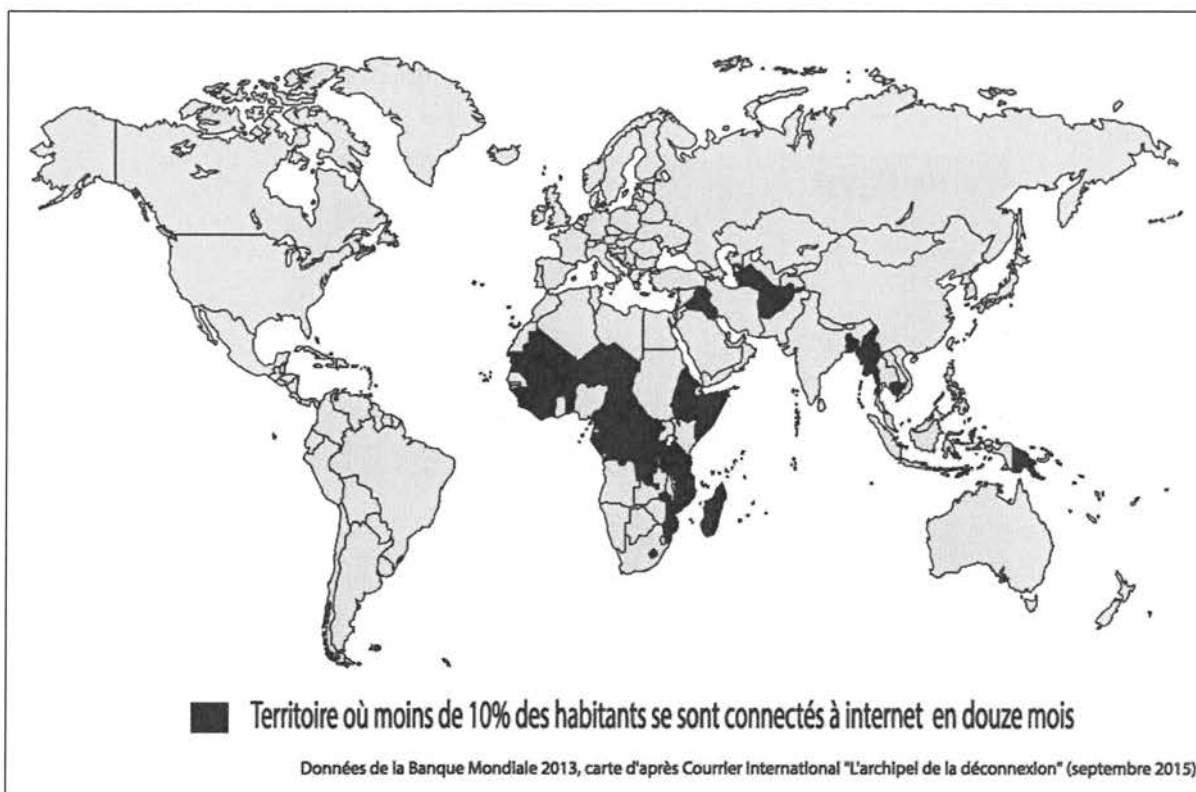 Territoire où moins de 10% des habitants se sont connectés à internet en douze mois
Données de la Banque Mondiale 2013, carte d'après Courrier International "L'archipel de la déconnexion" (septembre 2015)